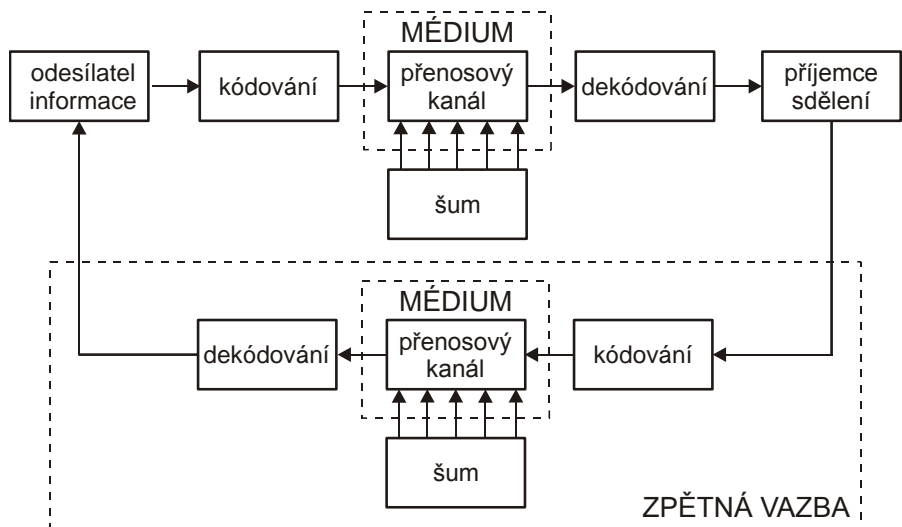 MÉDIUM
odesílatel
informace
kódování
přenosový
kanál
dekódování
příjemce
sdělení
šum
MÉDIUM
dekódování
přenosový
kanál
kódování
šum
ZPĚTNÁ VAZBA